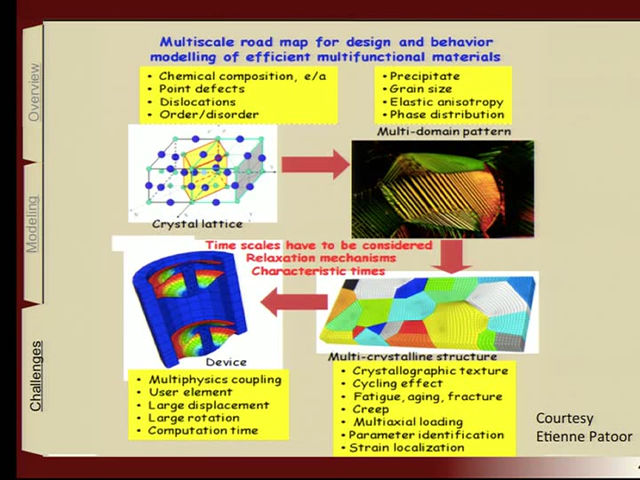 Multiscale road map for design and behavior
modelling of efficient multifunctional materials
• Chemical composition, e/a
• Point defects
• Dislocations
• Order/disorder
• Precipitate
• Grain size
• Elastic anisotropy
• Phase distribution
Multi-domain pattern
Crystal lattice
Time scales have to be considered
Relaxation mechanisms
Characteristic times
Device
Multi-crystalline structure
• Multiphysics coupling
• User element
• Large displacement
• Large rotation
• Computation time
• Crystallographic texture
• Cycling effect
• Fatigue, aging, fracture
• Creep
• Multiaxial loading
• Parameter identification
• Strain localization
Courtesy
Etienne Patoor
Overview
Modeling
Challenges